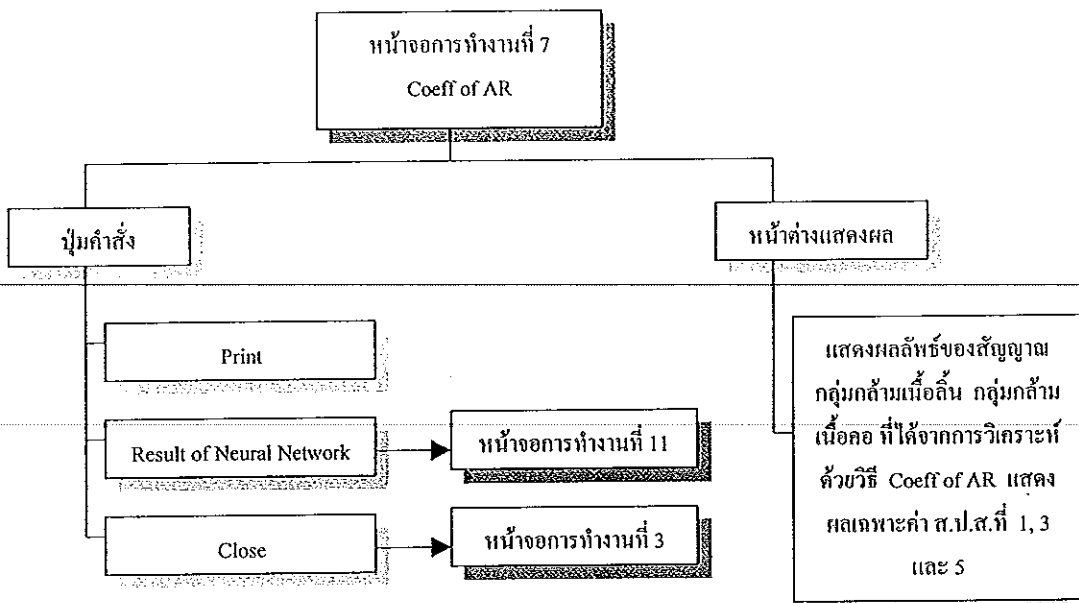 หน้าจอการทำงานที่ 7
Coeff of AR
ปุ่มคำสั่ง
หน้าต่างแสดงผล
Print
Result of Neural Network
หน้าจอการทำงานที่ 11
Close
หน้าจอการทำงานที่ 3
แสดงผลลัพธ์ของสัญญาณ
กลุ่มกล้ามเนื้อลิ้น กลุ่มกล้าม
เนื้อคอ ที่ได้จากการวิเคราะห์
ด้วยวิธี Coeff of AR แสดง
ผลเฉพาะค่า ส.ป.ส.ที่ 1, 3
และ 5